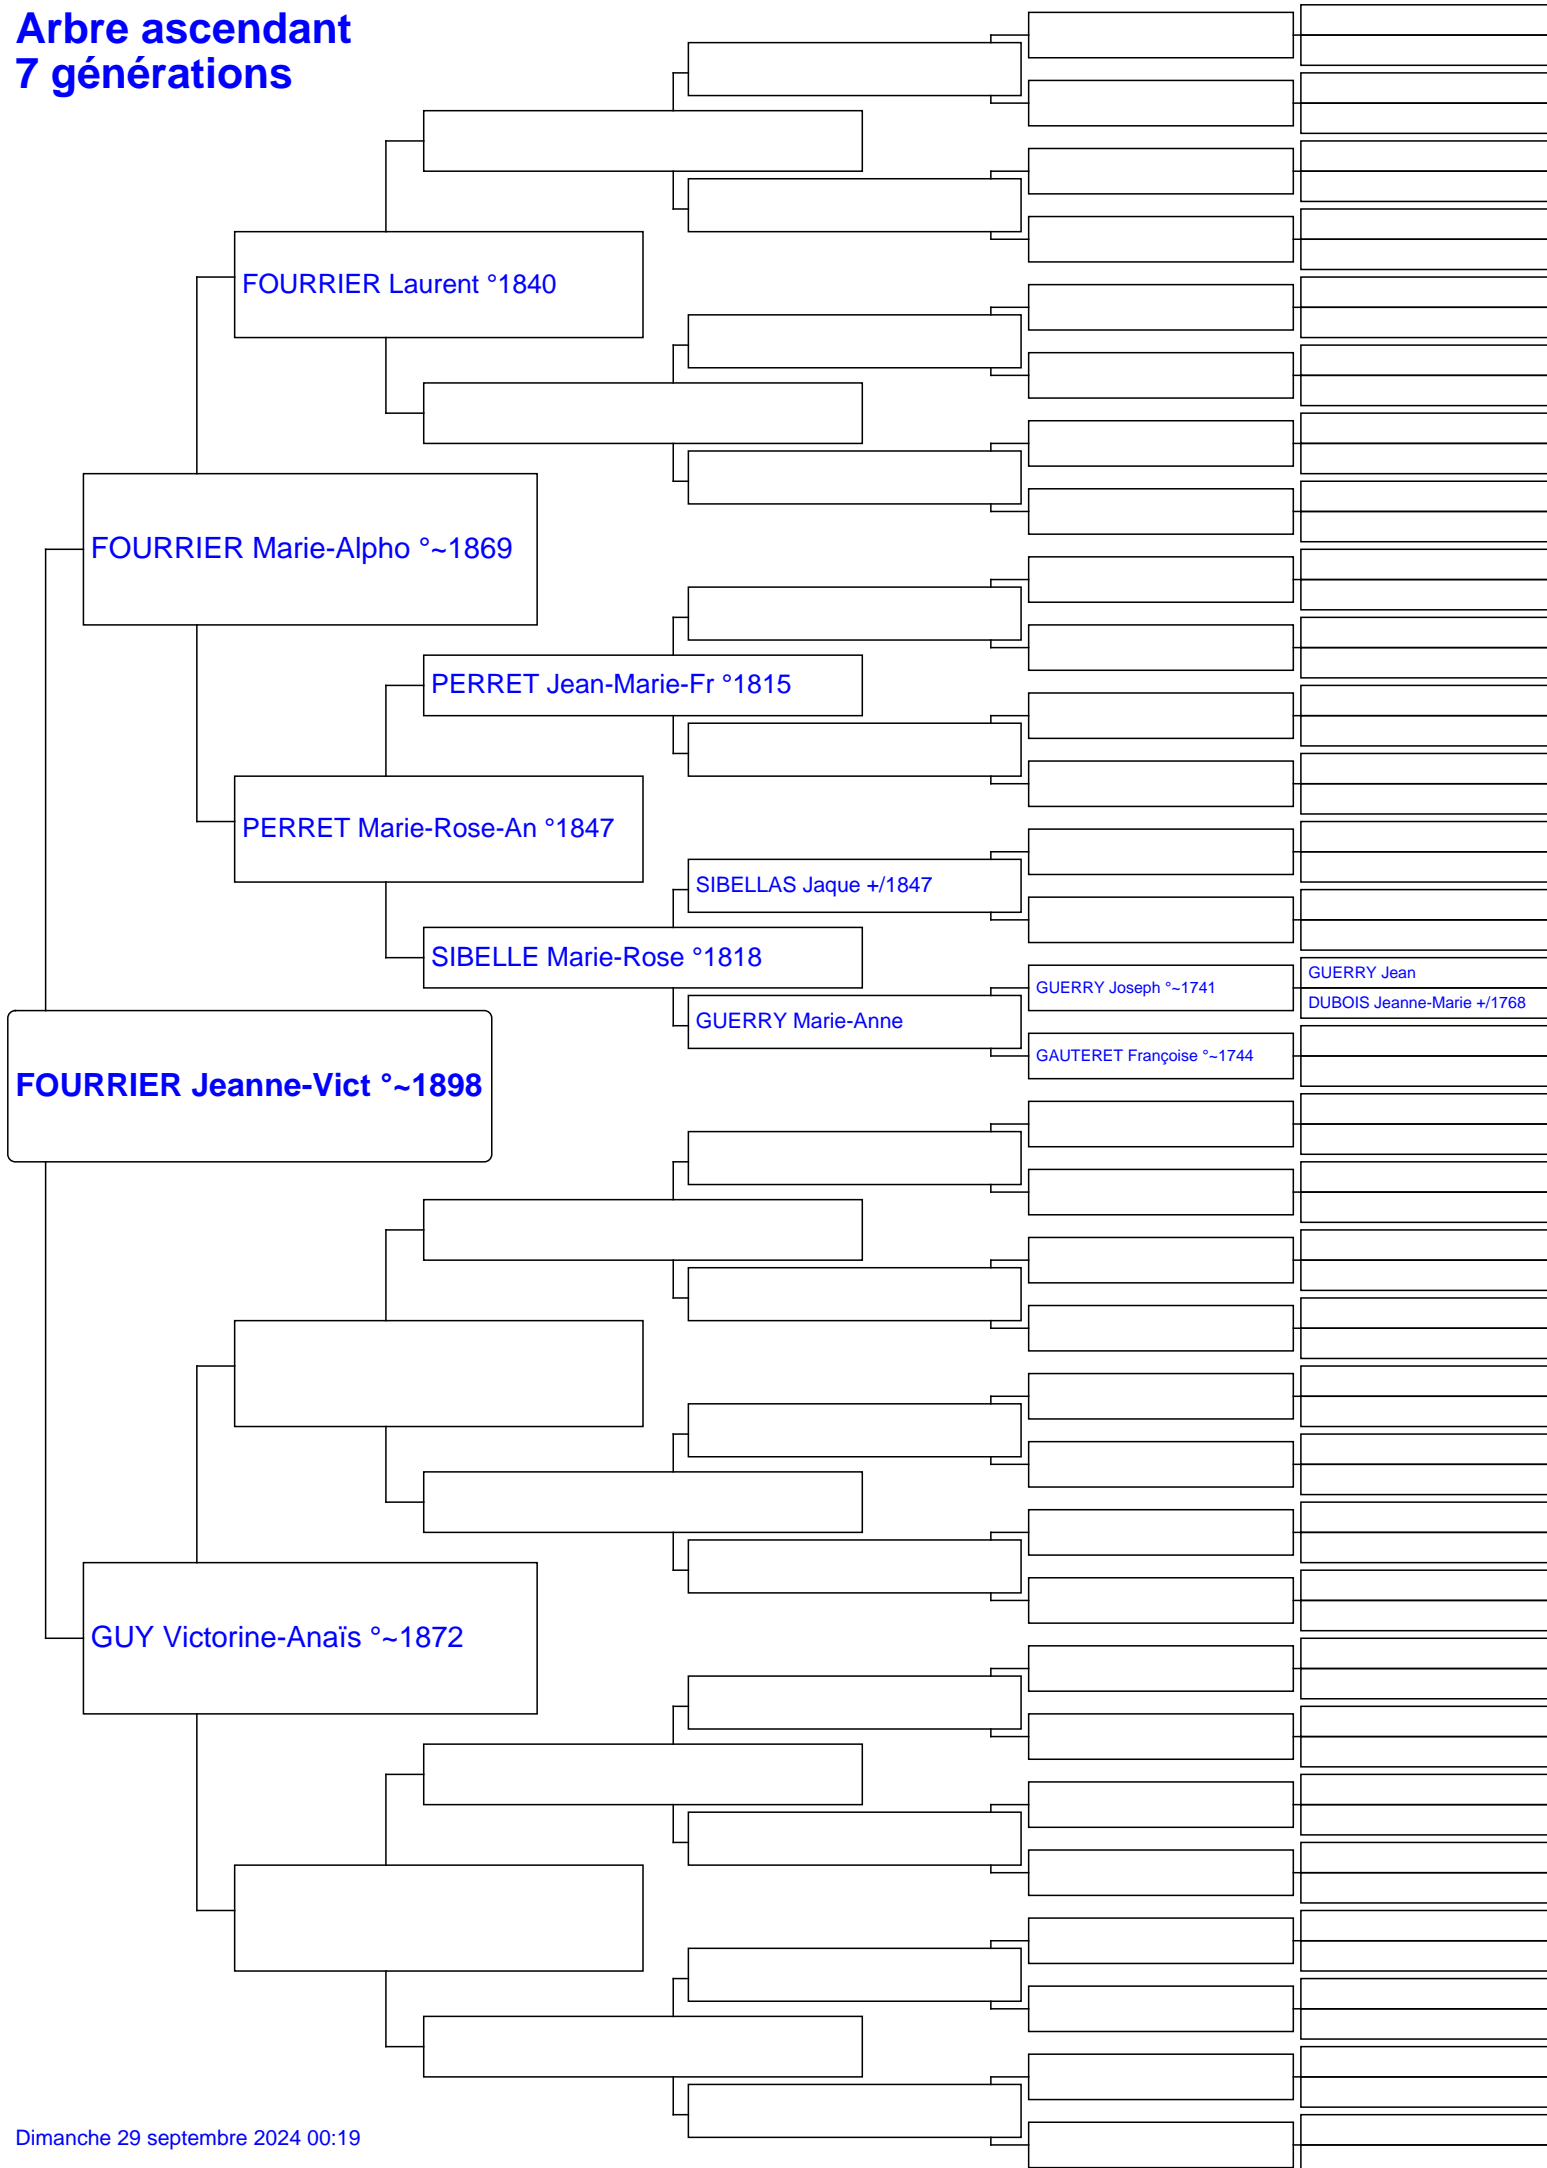 Arbre ascendant
7 générations
FOURRIER Laurent °1840
FOURRIER Marie-Alpho °~1869
PERRET Jean-Marie-Fr °1815
PERRET Marie-Rose-An °1847
SIBELLAS Jaque +/1847
SIBELLE Marie-Rose °1818
GUERRY Jean
GUERRY Joseph °~1741
DUBOIS Jeanne-Marie +/1768
GUERRY Marie-Anne
GAUTERET Françoise °~1744
FOURRIER Jeanne-Vict °~1898
GUY Victorine-Anaïs °~1872
Dimanche 29 septembre 2024 00:19